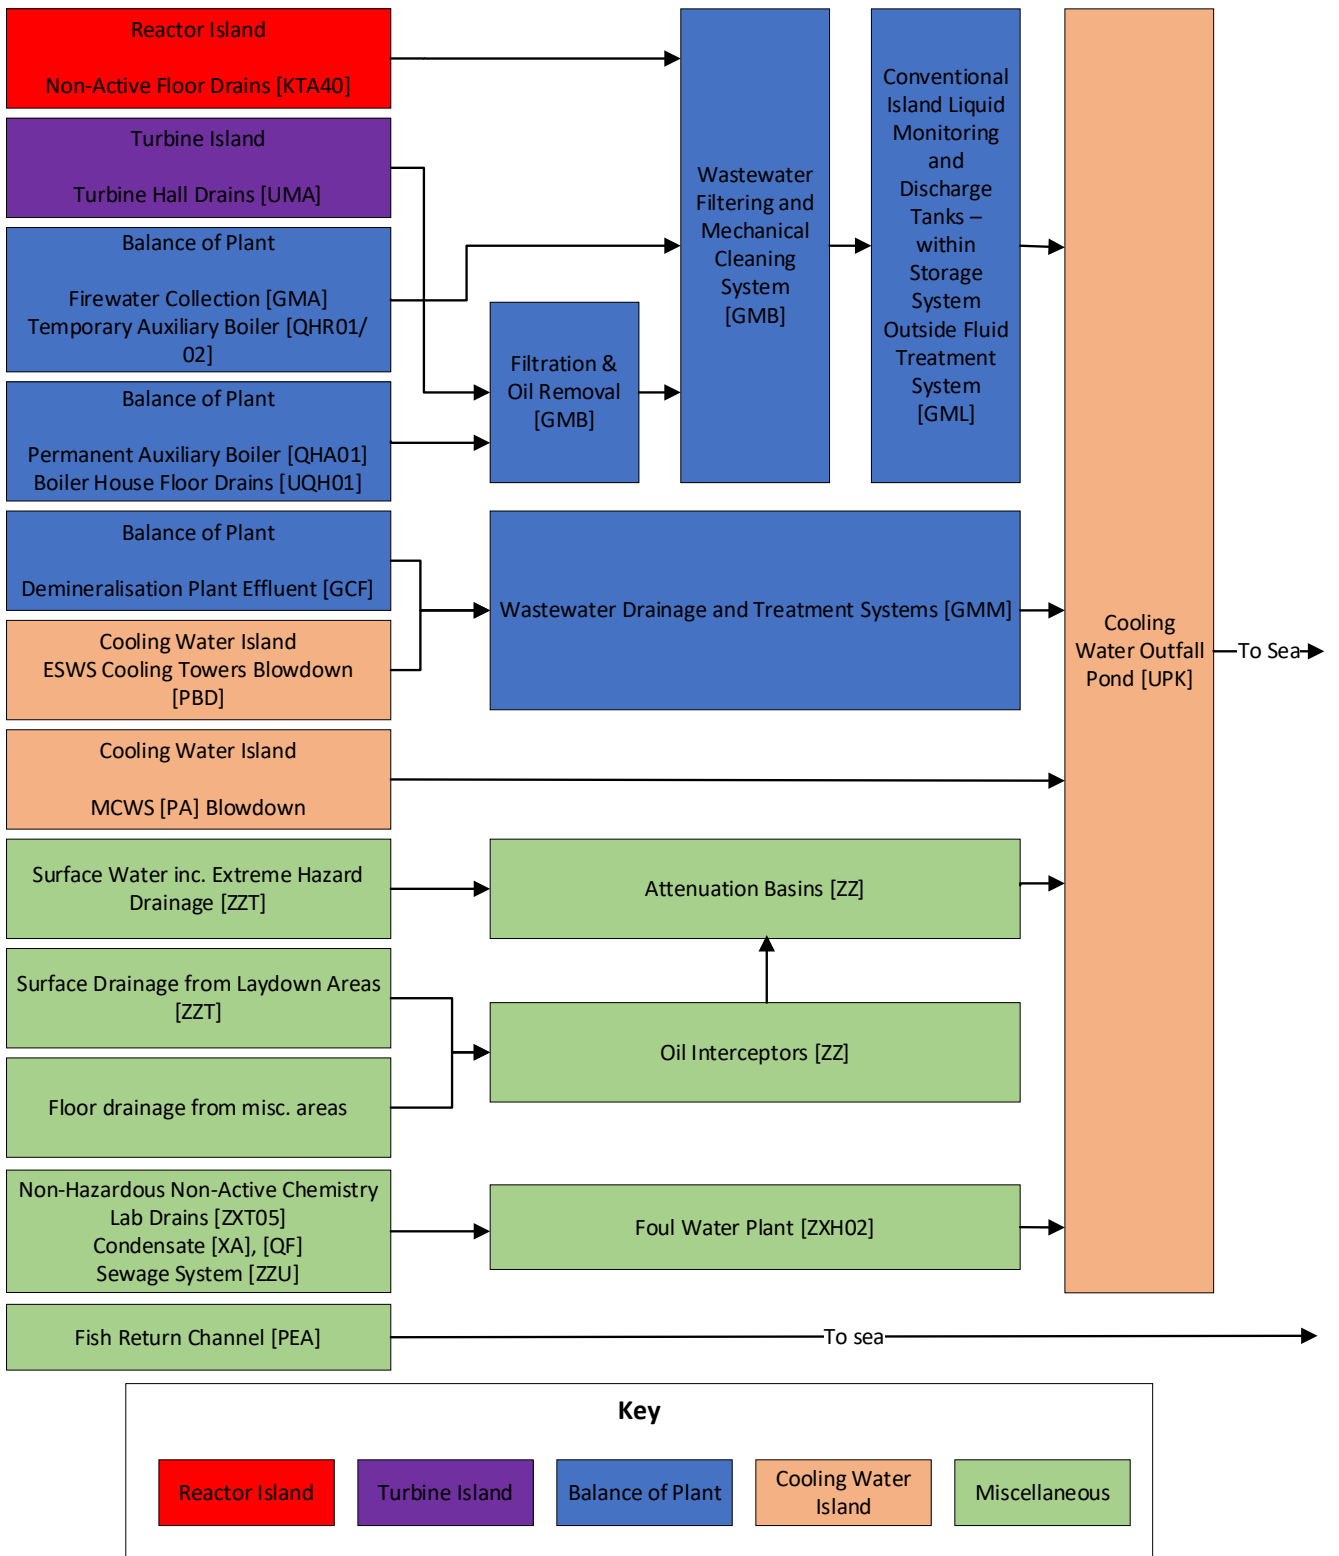 Reactor Island
Non-Active Floor Drains [KTA40]
Turbine Island
Turbine Hall Drains [UMA]
Balance of Plant
Firewater Collection [GMA]
Temporary Auxiliary Boiler [QHR01/
02]
Balance of Plant
Permanent Auxiliary Boiler [QHA01]
Boiler House Floor Drains [UQH01]
Balance of Plant
Demineralisation Plant Effluent [GCF]
Cooling Water Island
ESWS Cooling Towers Blowdown
[PBD]
Cooling Water Island
MCWS [PA] Blowdown
Surface Water inc. Extreme Hazard
Drainage [ZZT]
Surface Drainage from Laydown Areas
[ZZT]
Floor drainage from misc. areas
Non-Hazardous Non-Active Chemistry
Lab Drains [ZXT05]
Condensate [XA], [QF]
Sewage System [ZZU]
Fish Return Channel [PEA]
Filtration &
Oil Removal
[GMB]
Wastewater
Filtering and
Mechanical
Cleaning
System
[GMB]
Conventional
Island Liquid
Monitoring
and
Discharge
Tanks –
within
Storage
System
Outside Fluid
Treatment
System
[GML]
Wastewater Drainage and Treatment Systems [GMM]
Attenuation Basins [ZZ]
Oil Interceptors [ZZ]
Foul Water Plant [ZXH02]
Cooling
Water Outfall
Pond [UPK]
To Sea
To sea
Key
Reactor Island
Turbine Island
Balance of Plant
Cooling Water
Island
Miscellaneous